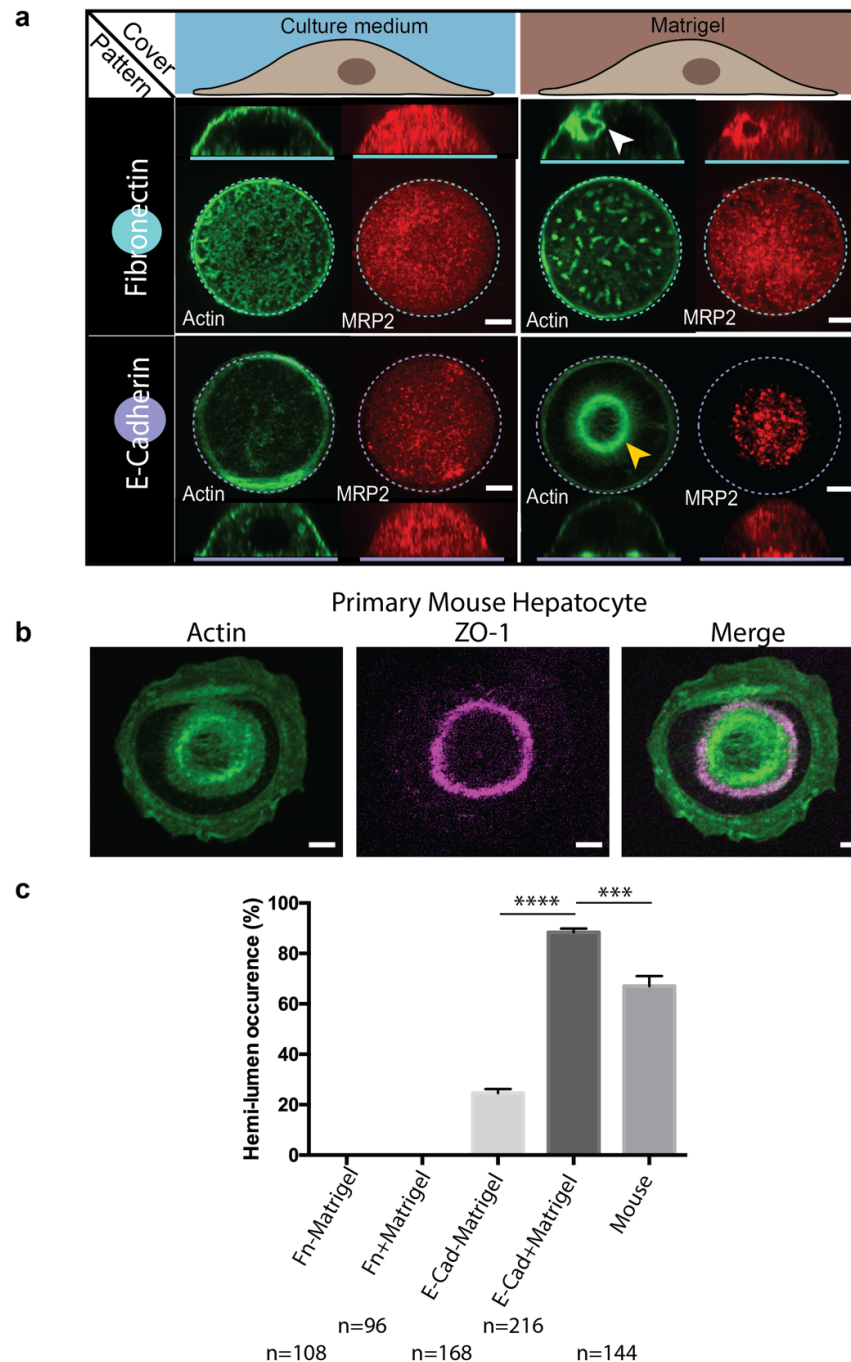 a
Cover
Pattern
Culture medium
Matrigel
Fibronectin
Actin
MRP2
Actin
MRP2
E-Cadherin
Actin
MRP2
Actin
MRP2
b
Primary Mouse Hepatocyte
Actin
ZO-1
Merge
c
Hemi-lumen occurence (%)
100
80
60
40
20
0
****
***
Fn-Matrigel
Fn+Matrigel
E-Cad-Matrigel
E-Cad+Matrigel
Mouse
n=96
n=216
n=108
n=168
n=144